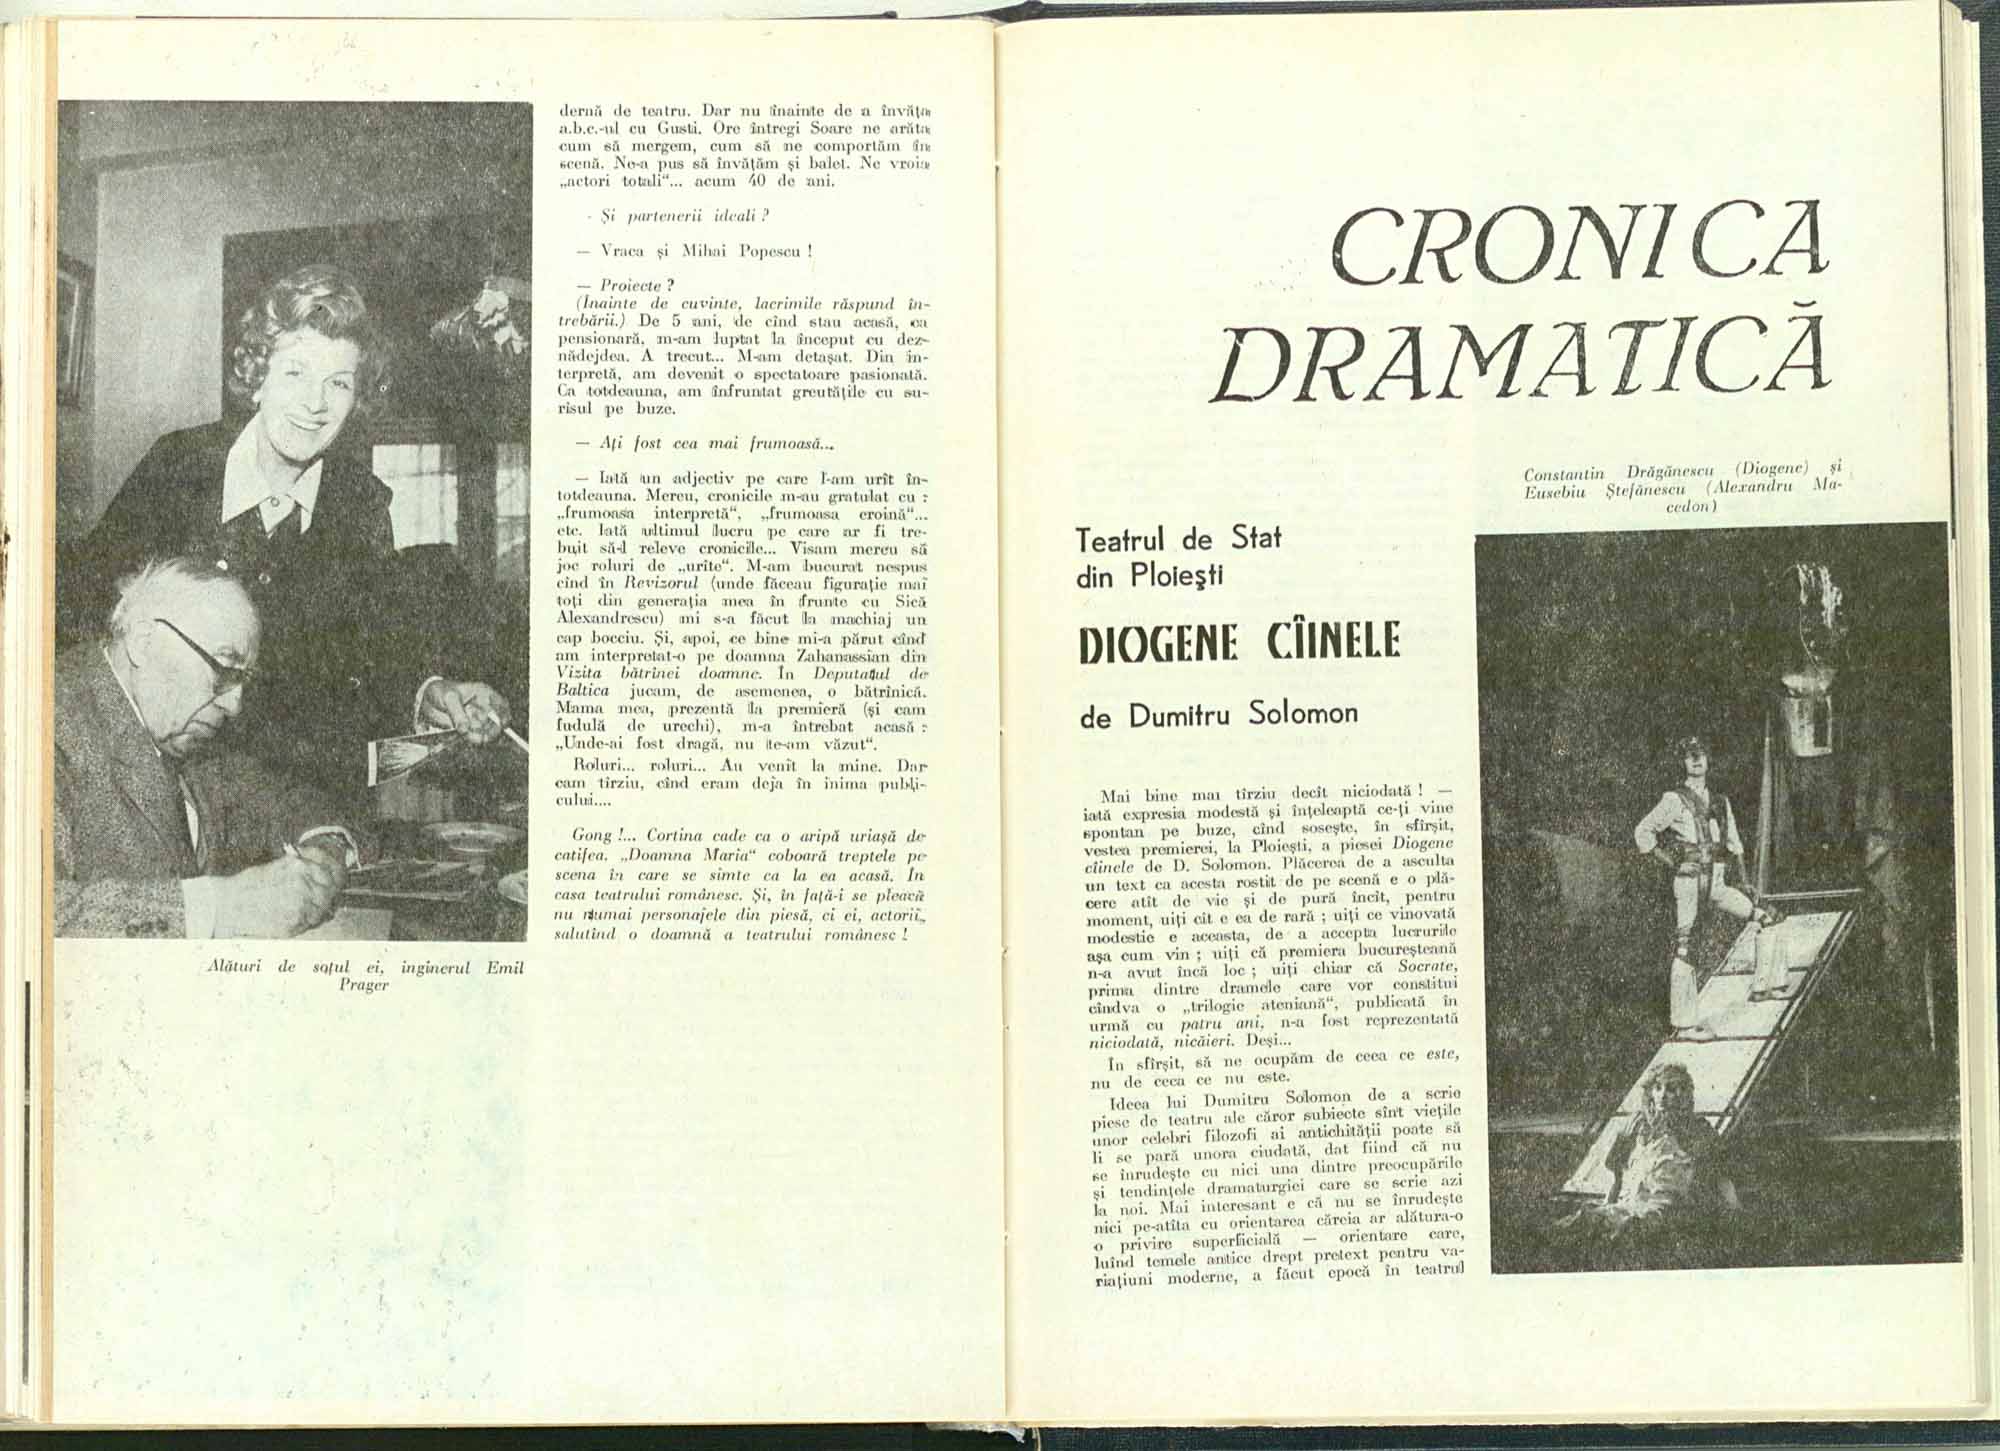 dernă de teatru. Dar nu înainte de a învăța
a.b.c.-ul cu Gusti. Ore întregi Soare ne arăta
cum să mergem, cum să ne comportăm în
scenă. Ne-a pus să învățăm și balet. Ne vroia
„actori totali“... acum 40 de ani.
- Și partenerii ideali ?
— Vraca și Mihai Popescu !
— Proiecte ?
(Înainte de cuvinte, lacrimile răspund în-
trebării.) De 5 ani, de cînd stau acasă, ca
pensionară, m-am luptat la început cu dez-
nădejdea. A trecut... M-am detașat. Din in-
terpretă, am devenit o spectatoare pasionată.
Ca totdeauna, am înfruntat greutățile cu su-
risul pe buze.
— Ați fost cea mai frumoasă...
— Iată un adjectiv pe care l-am urît în-
totdeauna. Mereu, cronicile m-au gratulat cu :
„frumoasa interpretă“, „frumoasa eroină“...
etc. Iată ultimul lucru pe care ar fi tre-
buit să-l releve cronicile... Visam mereu să
joc roluri de „urîte“. M-am bucurat nespus
cînd în Revizorul (unde făceau figurație mai
toți din generația mea în frunte cu Sică
Alexandrescu) mi s-a făcut la machiaj un
cap bocciu. Și, apoi, ce bine mi-a părut cînd
am interpretat-o pe doamna Zahanassian din
Vizita bătrînei doamne. În Deputatul de
Baltica jucam, de asemenea, o bătrînică.
Mama mea, prezentă la premieră (și cam
fudulă de urechi), m-a întrebat acasă :
„Unde-ai fost dragă, nu te-am văzut“.
Roluri... roluri... Au venit la mine. Dar
cam tîrziu, cînd eram deja în inima publi-
cului....
Gong !... Cortina cade ca o aripă uriașă de
catifea. „Doamna Maria“ coboară treptele pe
scena în care se simte ca la ea acasă. În
casa teatrului românesc. Și, în față-i se pleacă
nu numai personajele din piesă, ci ei, actorii,
salutînd o doamnă a teatrului românesc !
Alături de soțul ei, inginerul Emil
Prager
CRONICA
DRAMATICĂ
Constantin Drăgănescu (Diogene) și
Eusebiu Ștefănescu (Alexandru Ma-
cedon)
Teatrul de Stat
din Ploiești
DIOGENE CÎINELE
de Dumitru Solomon
Mai bine mai tîrziu decît niciodată ! —
iată expresia modestă și înțeleaptă ce-ți vine
spontan pe buze, cînd sosește, în sfîrșit,
vestea premierei, la Ploiești, a piesei Diogene
cîinele de D. Solomon. Plăcerea de a asculta
un text ca acesta rostit de pe scenă e o plă-
cere atît de vie și de pură încît, pentru
moment, uiți cît e ea de rară ; uiți ce vinovată
modestie e aceasta, de a accepta lucrurile
așa cum vin ; uiți că premiera bucureșteană
n-a avut încă loc ; uiți chiar că Socrate,
prima dintre dramele care vor constitui
cîndva o „trilogie ateniană“, publicată în
urmă cu patru ani, n-a fost reprezentată
niciodată, nicăieri. Deși...
În sfîrșit, să ne ocupăm de ceea ce este,
nu de ceea ce nu este.
Ideea lui Dumitru Solomon de a scrie
piese de teatru ale căror subiecte sînt viețile
unor celebri filozofi ai antichității poate să
li se pară unora ciudată, dat fiind că nu
se înrudește cu nici una dintre preocupările
și tendințele dramaturgiei care se scrie azi
la noi. Mai interesant e că nu se înrudește
nici pe-atîta cu orientarea căreia ar alătura-o
o privire superficială — orientare care,
luînd temele antice drept pretext pentru va-
riațiuni moderne, a făcut epocă în teatrul